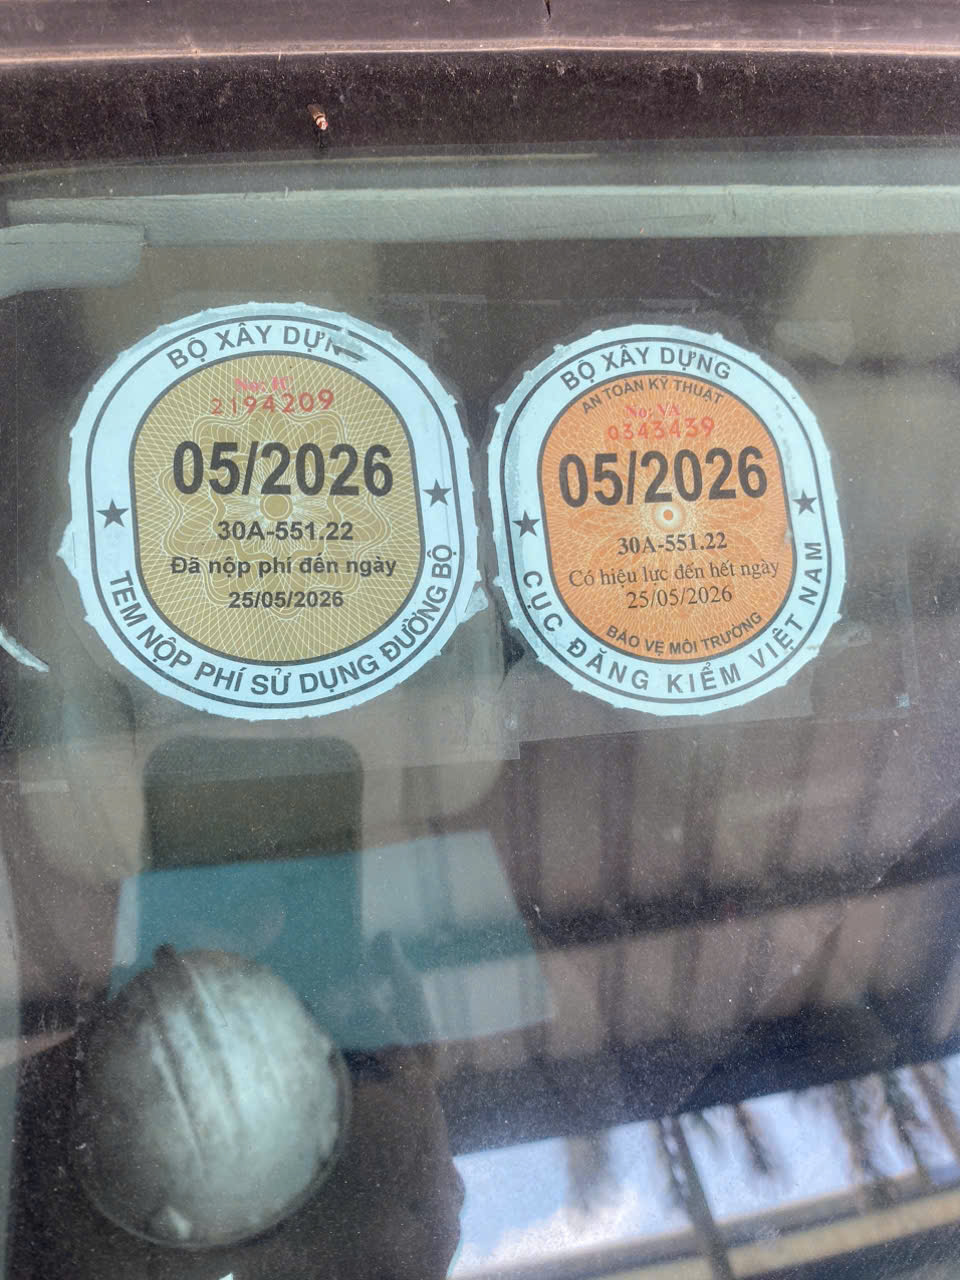 BỘ XÂY DỰNG
2194209
05/2026
30A-551.22
Đã nộp phí đến ngày
25/05/2026
TEM NỘP PHÍ SỬ DỤNG ĐƯỜNG BỘ
BỘ XÂY DỰNG
AN TOÀN KỸ THUẬT
No: VA
0343439
05/2026
30A-551.22
Có hiệu lực đến hết ngày
25/05/2026
BẢO VỆ MÔI TRƯỜNG
CỤC ĐĂNG KIỂM VIỆT NAM